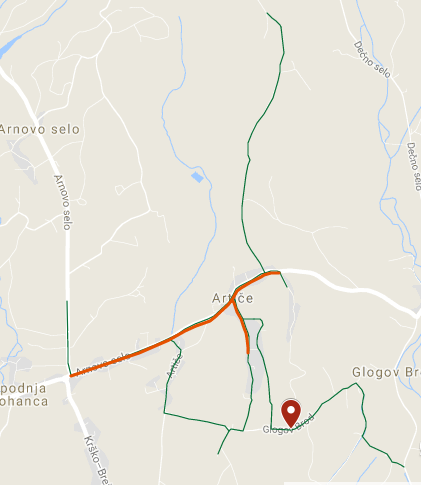 Dečno selo
Arnovo selo
Dečno selo
Arnovo selo
Artiče
Arnovo selo
Artiče
Glogov Br
podnja
ohanca
Glogov Brod
Krško-Bre